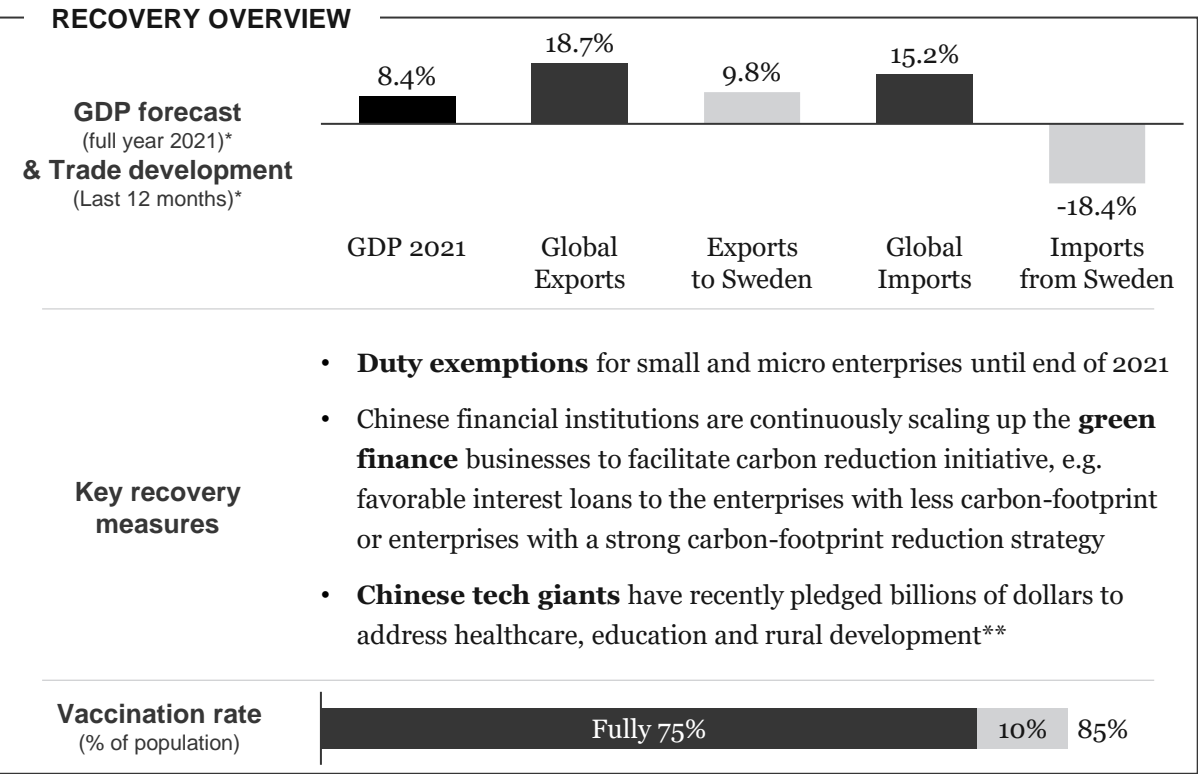 RECOVERY OVERVIEW
GDP forecast
(full year 2021)*
& Trade development
(Last 12 months)*
8.4%
18.7%
9.8%
15.2%
-18.4%
GDP 2021
Global
Exports
Exports
to Sweden
Global
Imports
Imports
from Sweden
Key recovery
measures
• Duty exemptions for small and micro enterprises until end of 2021
• Chinese financial institutions are continuously scaling up the green
finance businesses to facilitate carbon reduction initiative, e.g.
favorable interest loans to the enterprises with less carbon-footprint
or enterprises with a strong carbon-footprint reduction strategy
• Chinese tech giants have recently pledged billions of dollars to
address healthcare, education and rural development**
Vaccination rate
(% of population)
Fully 75%
10%
85%